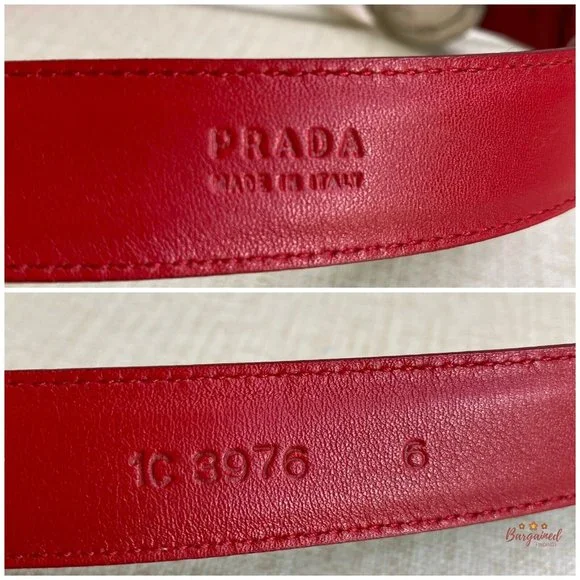 PRADA
MADE IN ITALY
1C 3976 6
Bargained